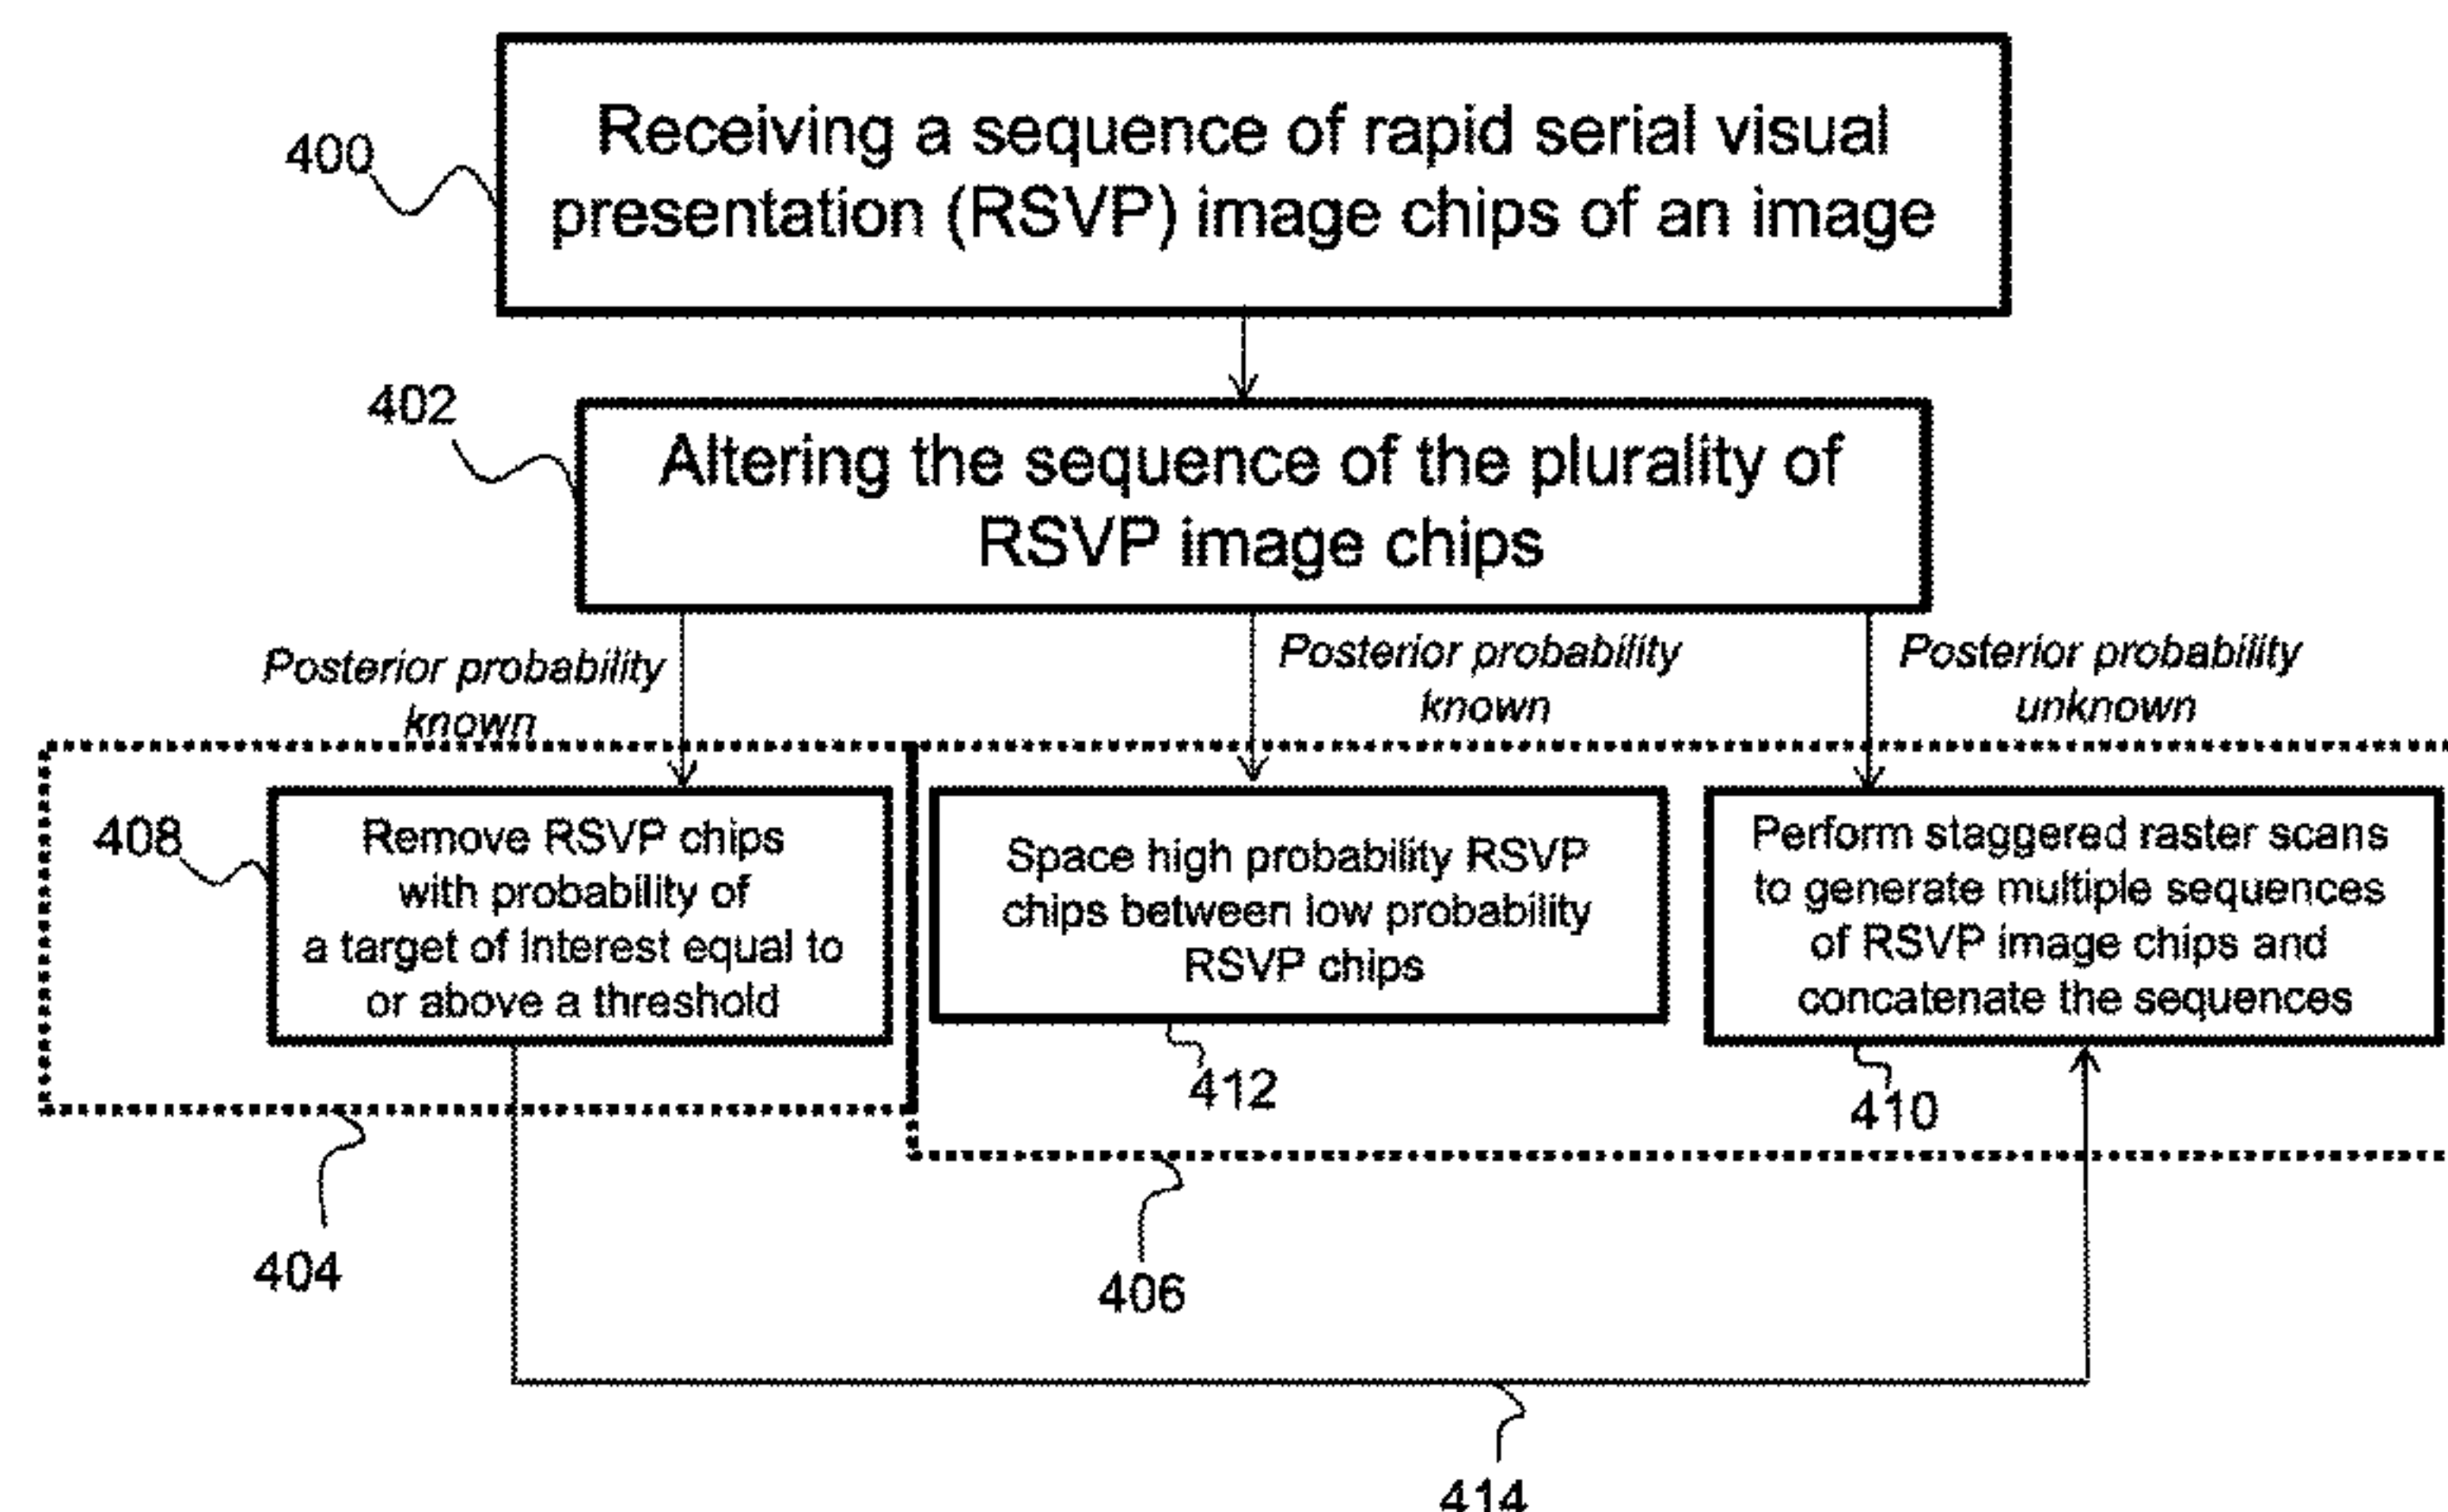 400
Receiving a sequence of rapid serial visual
presentation (RSVP) image chips of an image
402
Altering the sequence of the plurality of
RSVP image chips
Posterior probability
known
Posterior probability
known
Posterior probability
unknown
408
Remove RSVP chips
with probability of
a target of interest equal to
or above a threshold
Space high probability RSVP
chips between low probability
RSVP chips
Perform staggered raster scans
to generate multiple sequences
of RSVP image chips and
concatenate the sequences
412
410
404
406
414